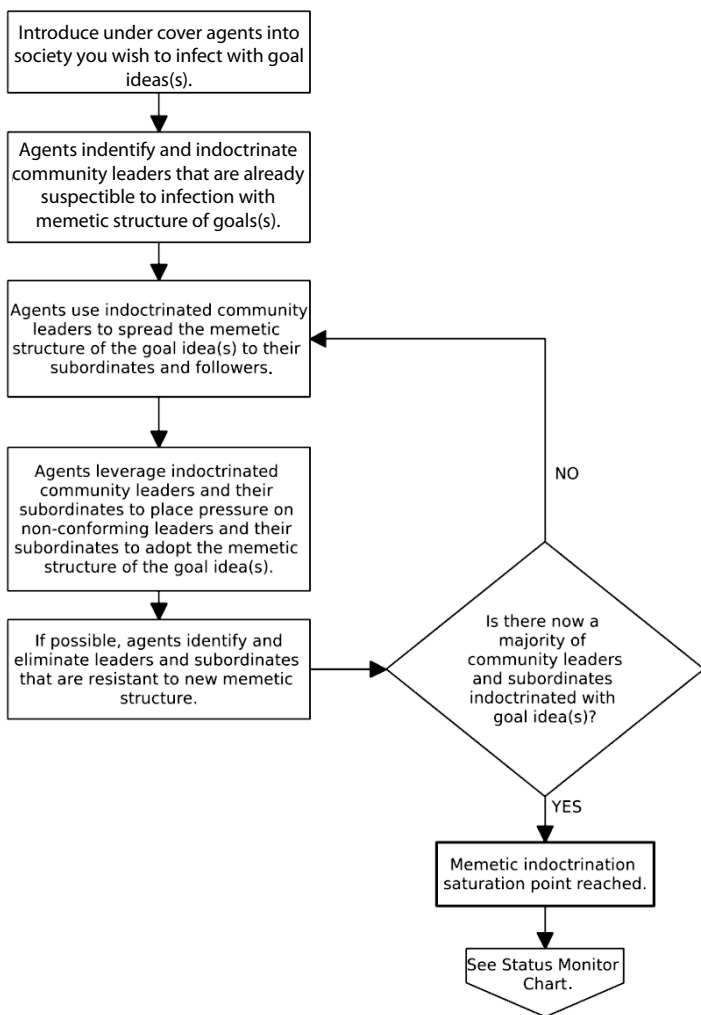 Introduce under cover agents into
society you wish to infect with goal
ideas(s).
Agents indentify and indoctrinate
community leaders that are already
suspectible to infection with
memetic structure of goals(s).
Agents use indoctrinated community
leaders to spread the memetic
structure of the goal idea(s) to their
subordinates and followers.
Agents leverage indoctrinated
community leaders and their
subordinates to place pressure on
non-conforming leaders and their
subordinates to adopt the memetic
structure of the goal idea(s).
If possible, agents identify and
eliminate leaders and subordinates
that are resistant to new memetic
structure.
NO
Is there now a
majority of
community leaders
and subordinates
indoctrinated with
goal idea(s)?
YES
Memetic indoctrination
saturation point reached.
See Status Monitor
Chart.